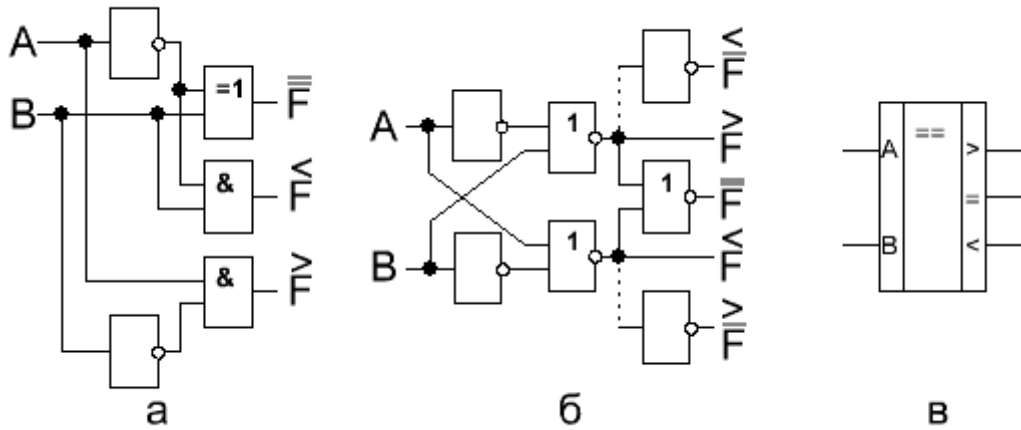 A
B
=1
&
&
F̿
F^<
F^>
а
A
B
1
1
1
<
F
>
F
=
F
<
F
>
F
б
A
B
==
>
=
<
в